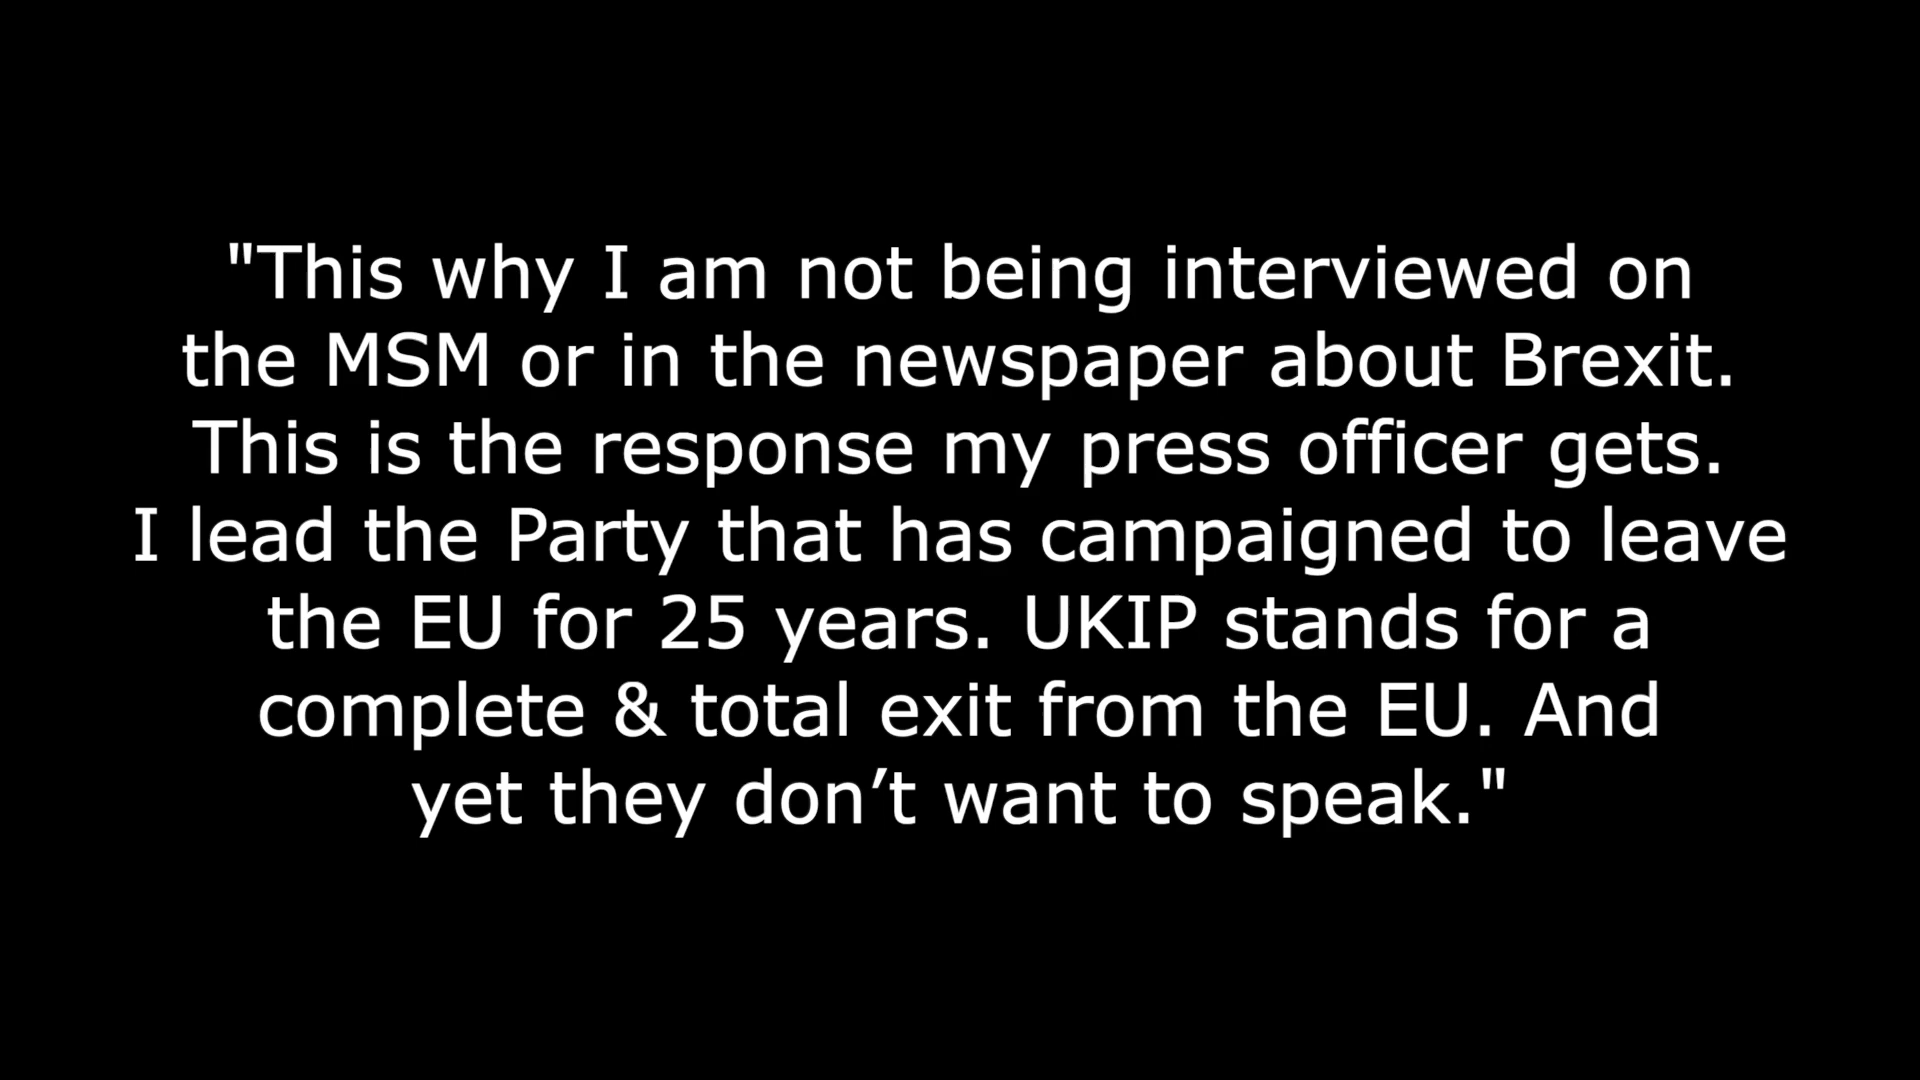 "This why I am not being interviewed on
the MSM or in the newspaper about Brexit.
This is the response my press officer gets.
I lead the Party that has campaigned to leave
the EU for 25 years. UKIP stands for a
complete & total exit from the EU. And
yet they don’t want to speak."